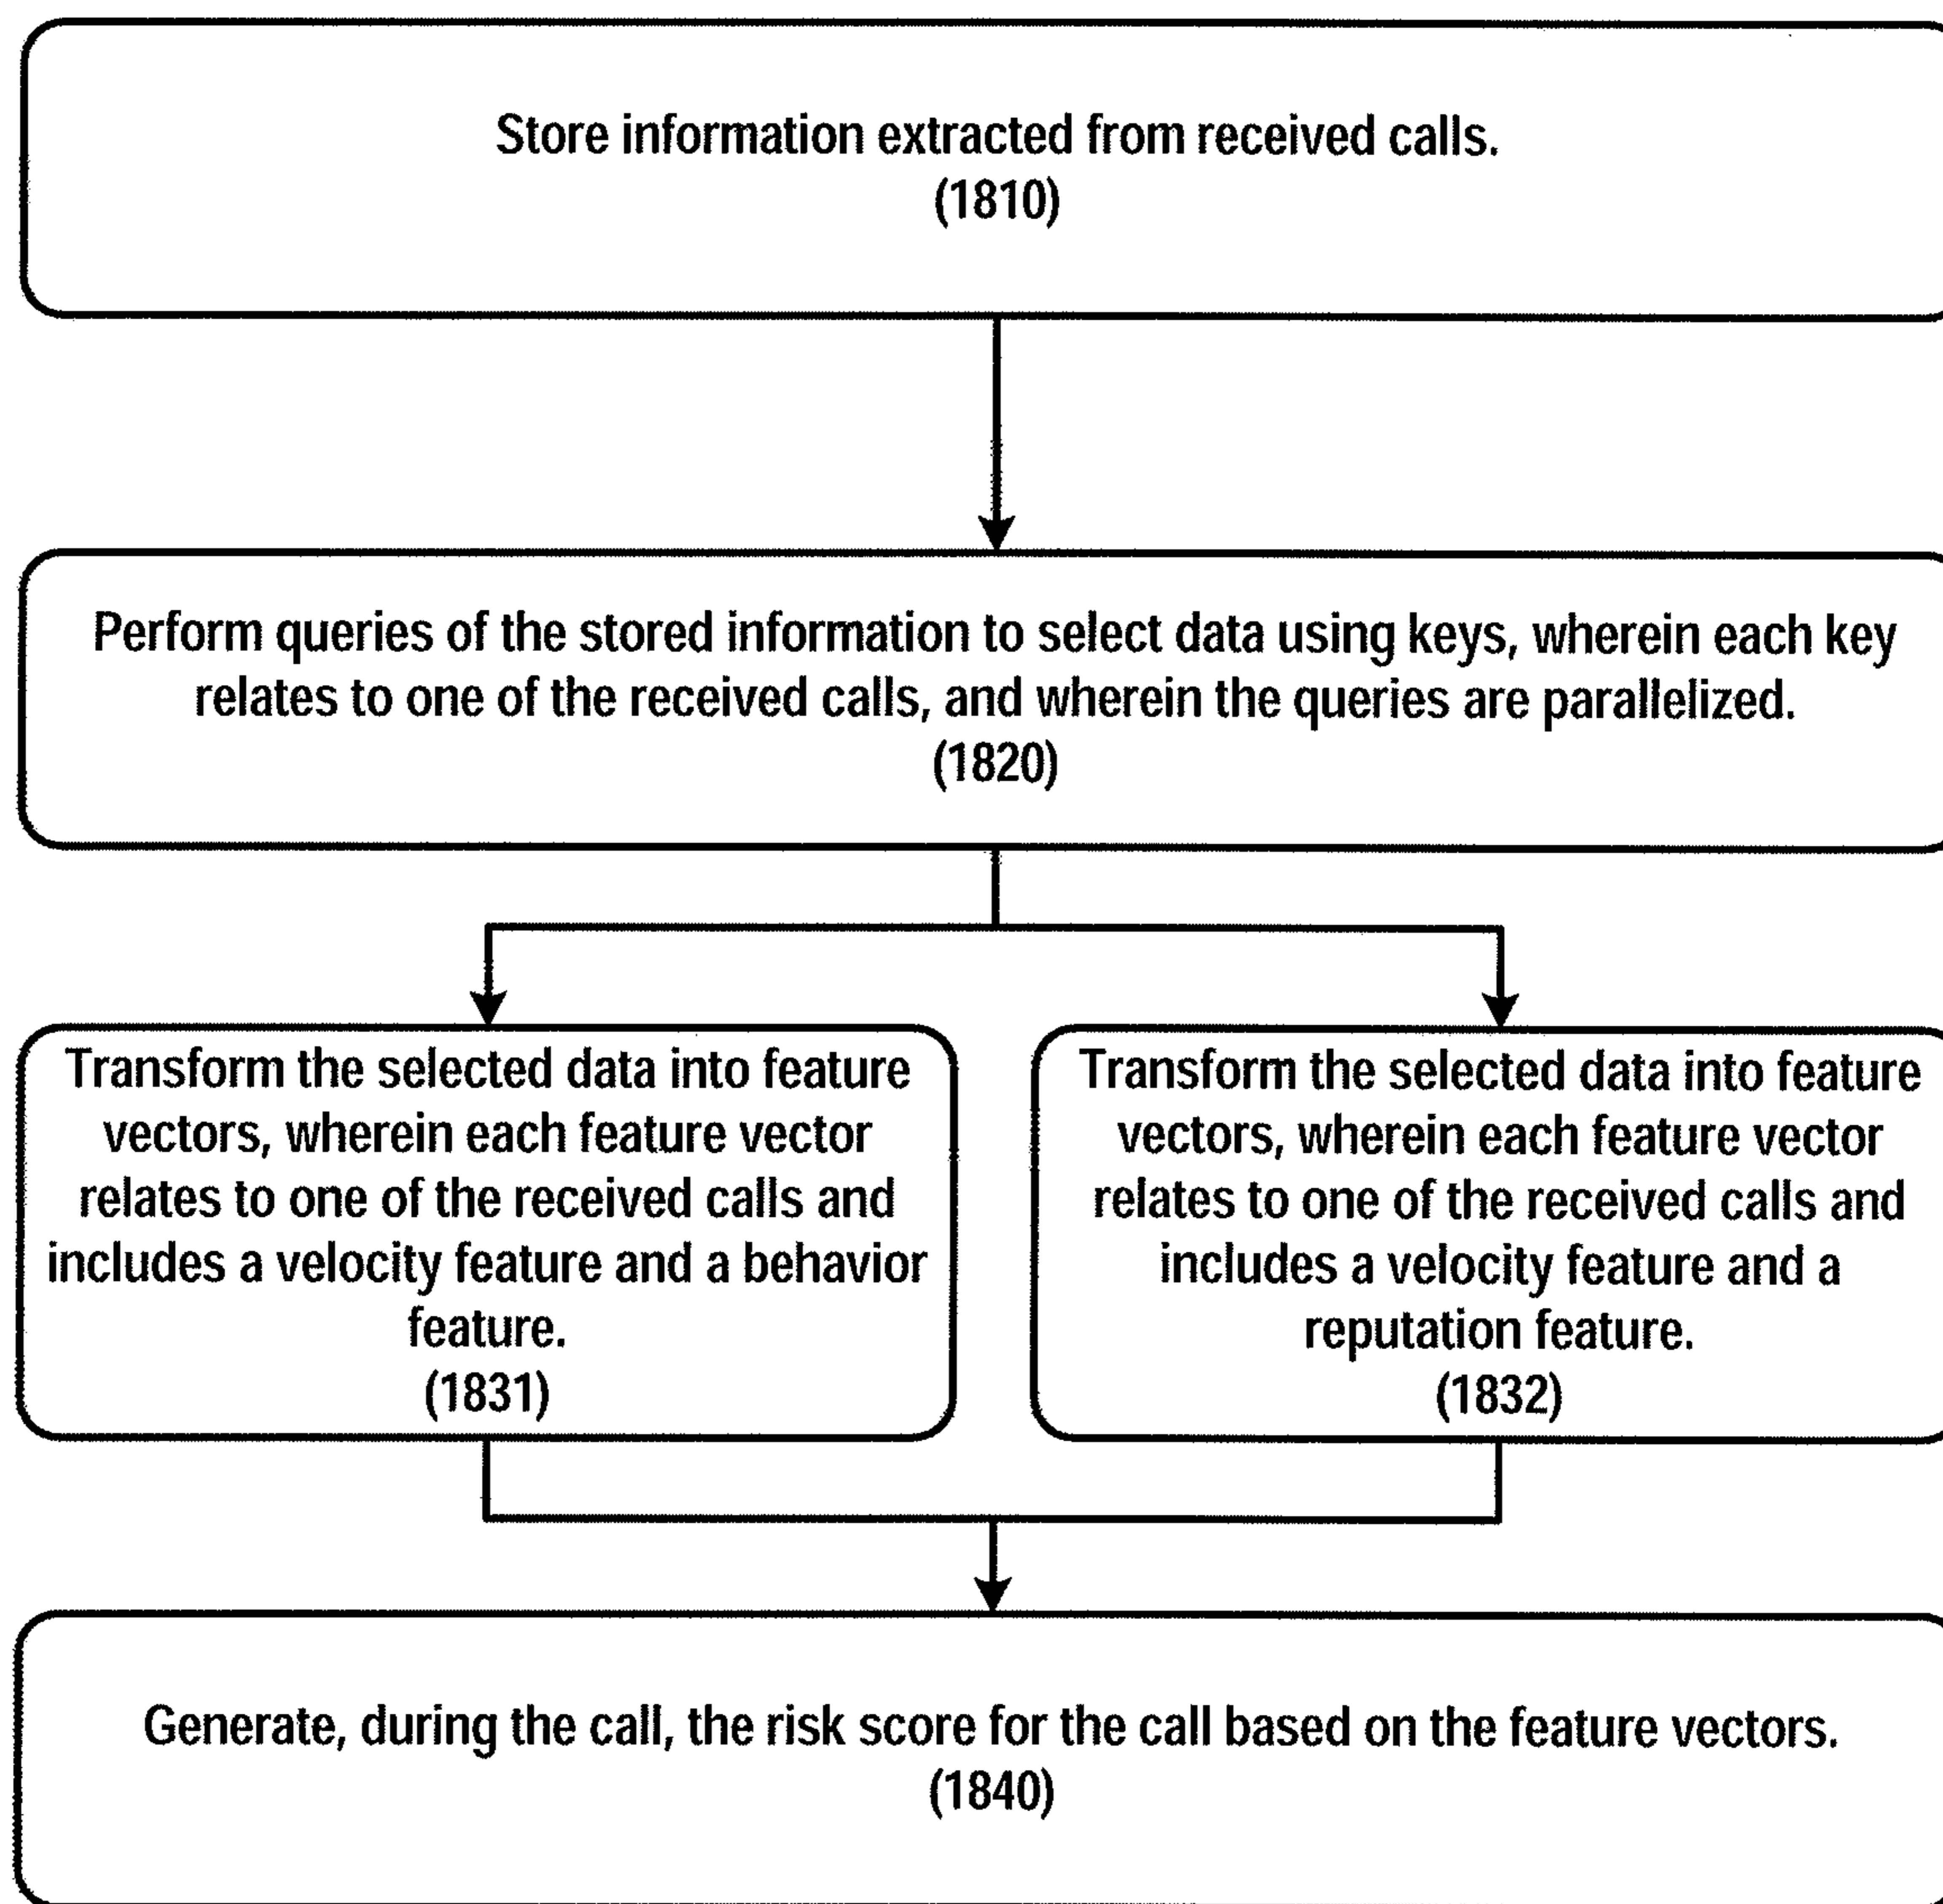 Store information extracted from received calls.
(1810)
Perform queries of the stored information to select data using keys, wherein each key
relates to one of the received calls, and wherein the queries are parallelized.
(1820)
Transform the selected data into feature
vectors, wherein each feature vector
relates to one of the received calls and
includes a velocity feature and a behavior
feature.
(1831)
Transform the selected data into feature
vectors, wherein each feature vector
relates to one of the received calls and
includes a velocity feature and a
reputation feature.
(1832)
Generate, during the call, the risk score for the call based on the feature vectors.
(1840)